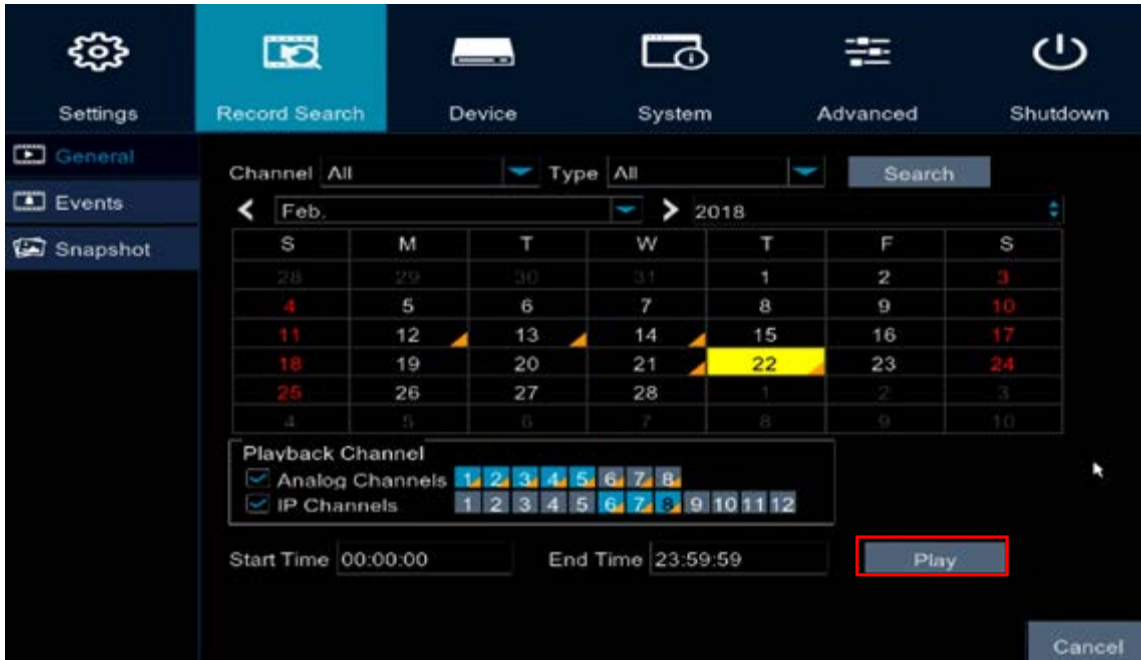 Settings Record Search Device System Advanced Shutdown
General
Events
Snapshot
Channel All Type All Search
Feb. 2018
S M T W T F S
28 29 30 31 1 2 3
4 5 6 7 8 9 10
11 12 13 14 15 16 17
18 19 20 21 22 23 24
25 26 27 28 1 2 3
4 5 6 7 8 9 10
Playback Channel
Analog Channels 1 2 3 4 5 6 7 8
IP Channels 1 2 3 4 5 6 7 8 9 10 11 12
Start Time 00:00:00 End Time 23:59:59 Play
Cancel